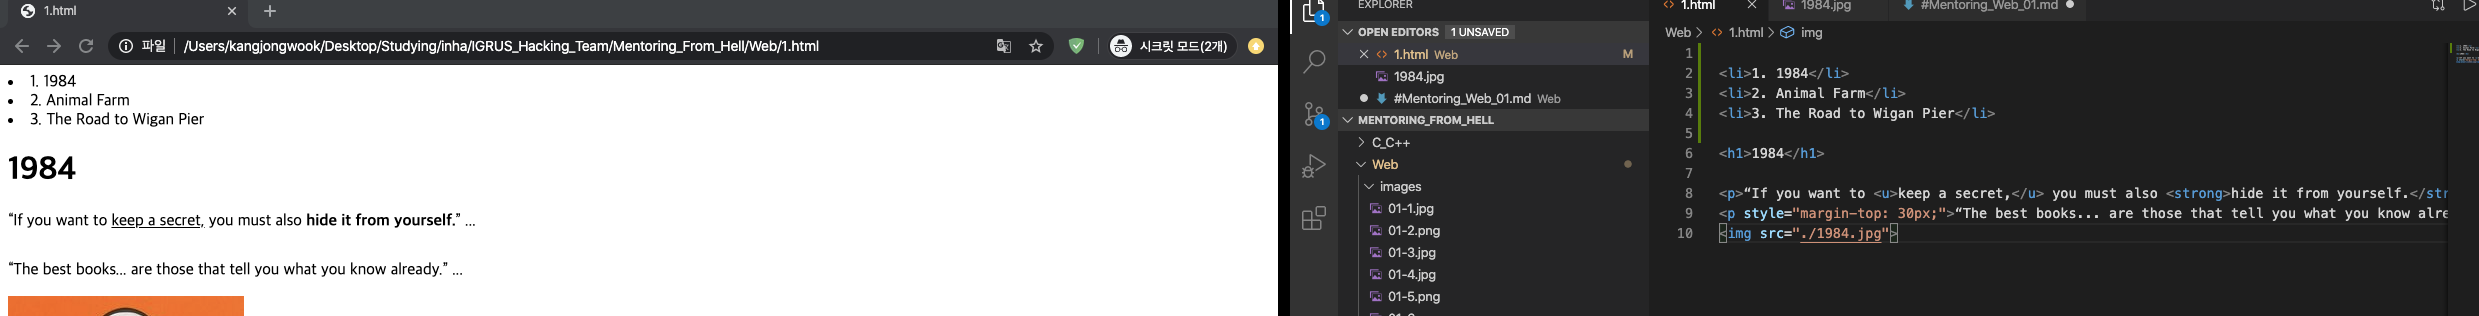 1.html
파일 /Users/kangjongwook/Desktop/Studying/inha/IGRUS_Hacking_Team/Mentoring_From_Hell/Web/1.html 시크릿 모드(2개)
1. 1984
2. Animal Farm
3. The Road to Wigan Pier
1984
“If you want to keep a secret, you must also hide it from yourself.” ...
“The best books... are those that tell you what you know already.” ...
1
1
EXPLORER
OPEN EDITORS 1 UNSAVED
1.html Web M
1984.jpg
#Mentoring_Web_01.md Web
MENTORING_FROM_HELL
C_C++
Web
images
01-1.jpg
01-2.png
01-3.jpg
01-4.jpg
01-5.png
1.html 1984.jpg #Mentoring_Web_01.md
Web > 1.html > img
1
2 <li>1. 1984</li>
3 <li>2. Animal Farm</li>
4 <li>3. The Road to Wigan Pier</li>
5
6 <h1>1984</h1>
7
8 <p>“If you want to <u>keep a secret,</u> you must also <strong>hide it from yourself.</str
9 <p style="margin-top: 30px;">“The best books... are those that tell you what you know alre
10 <img src="./1984.jpg">